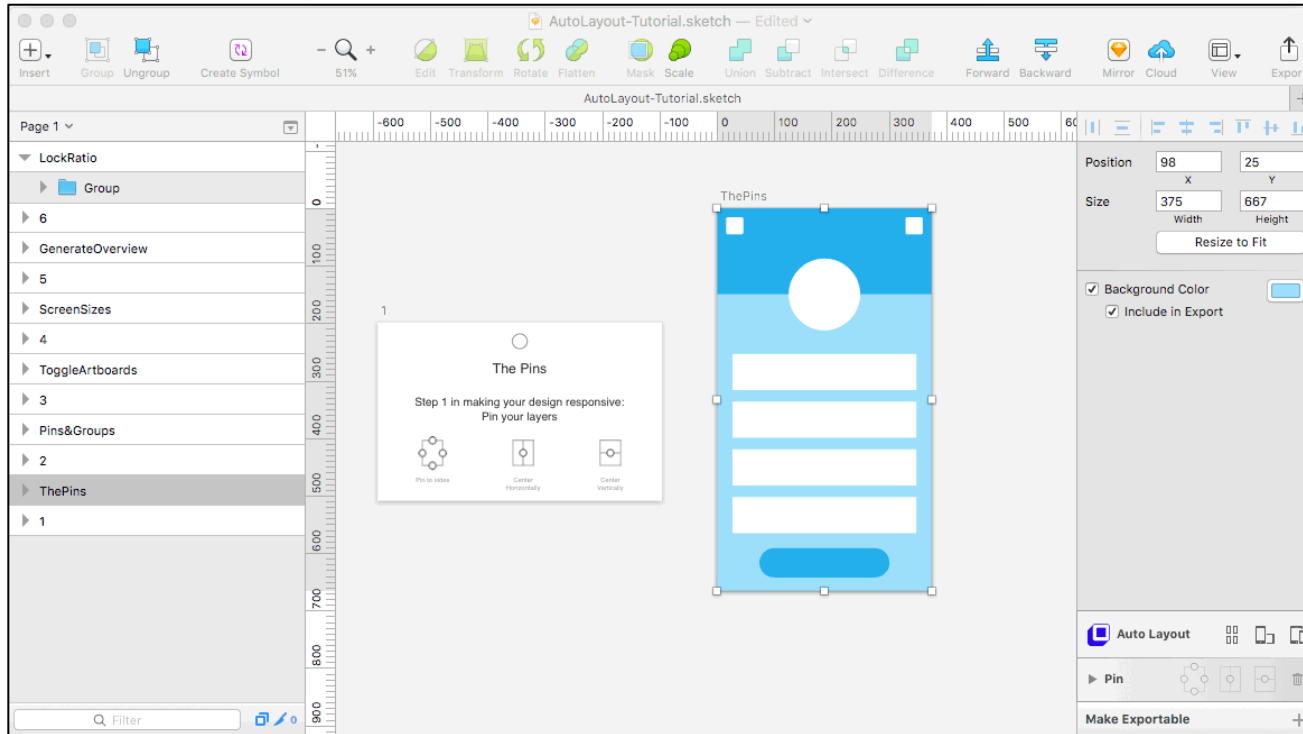 AutoLayout-Tutorial.sketch — Edited
Insert Group Ungroup Create Symbol - 51% + Edit Transform Rotate Flatten Mask Scale Union Subtract Intersect Difference Forward Backward Mirror Cloud View Expor
AutoLayout-Tutorial.sketch
Page 1
-600 -500 -400 -300 -200 -100 0 100 200 300 400 500 60
LockRatio
Group
6
GenerateOverview
5
ScreenSizes
4
ToggleArtboards
3
Pins&Groups
2
ThePins
1
Filter
0
0
100
200
300
400
500
600
700
800
900
1
The Pins
Step 1 in making your design responsive:
Pin your layers
Pin to sides
Center
Horizontally
Center
Vertically
ThePins
Position 98 25
X Y
Size 375 667
Width Height
Resize to Fit
Background Color
Include in Export
Auto Layout
Pin
Make Exportable +